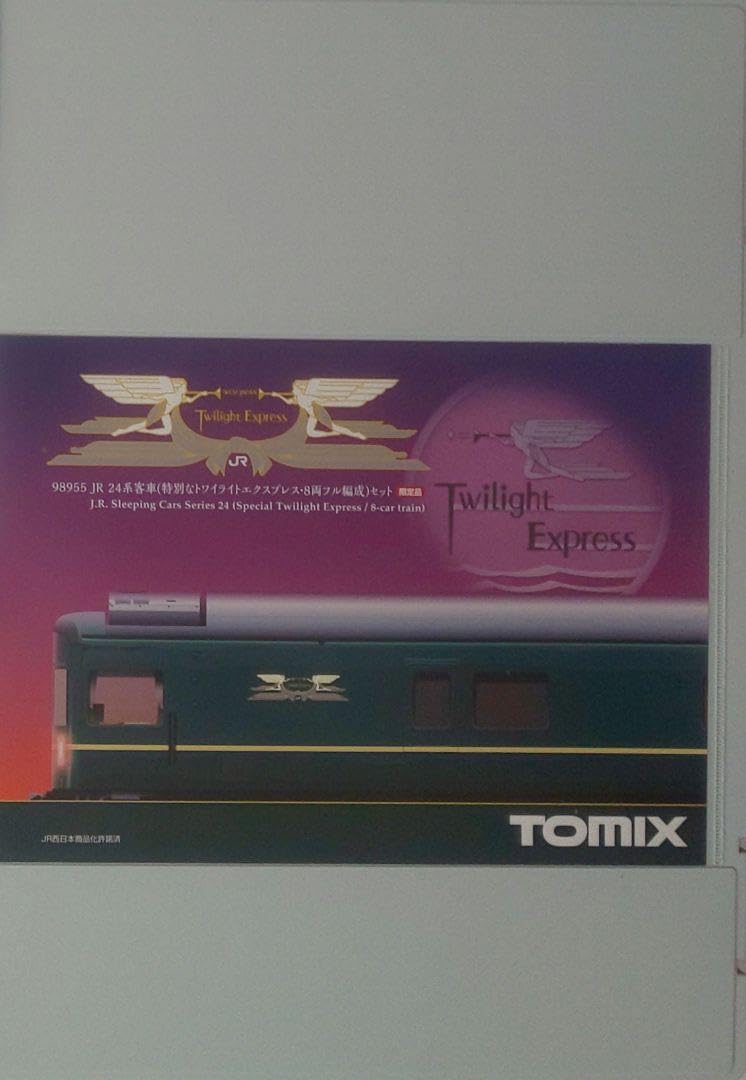 WEST JAPAN
Twilight Express
JR
98955 JR 24系客車(特別なトワイライトエクスプレス・8両フル編成)セット 限定品
J.R. Sleeping Cars Series 24 (Special Twilight Express / 8-car train)
Twilight
Express
TOMIX
JR西日本商品化許諾済